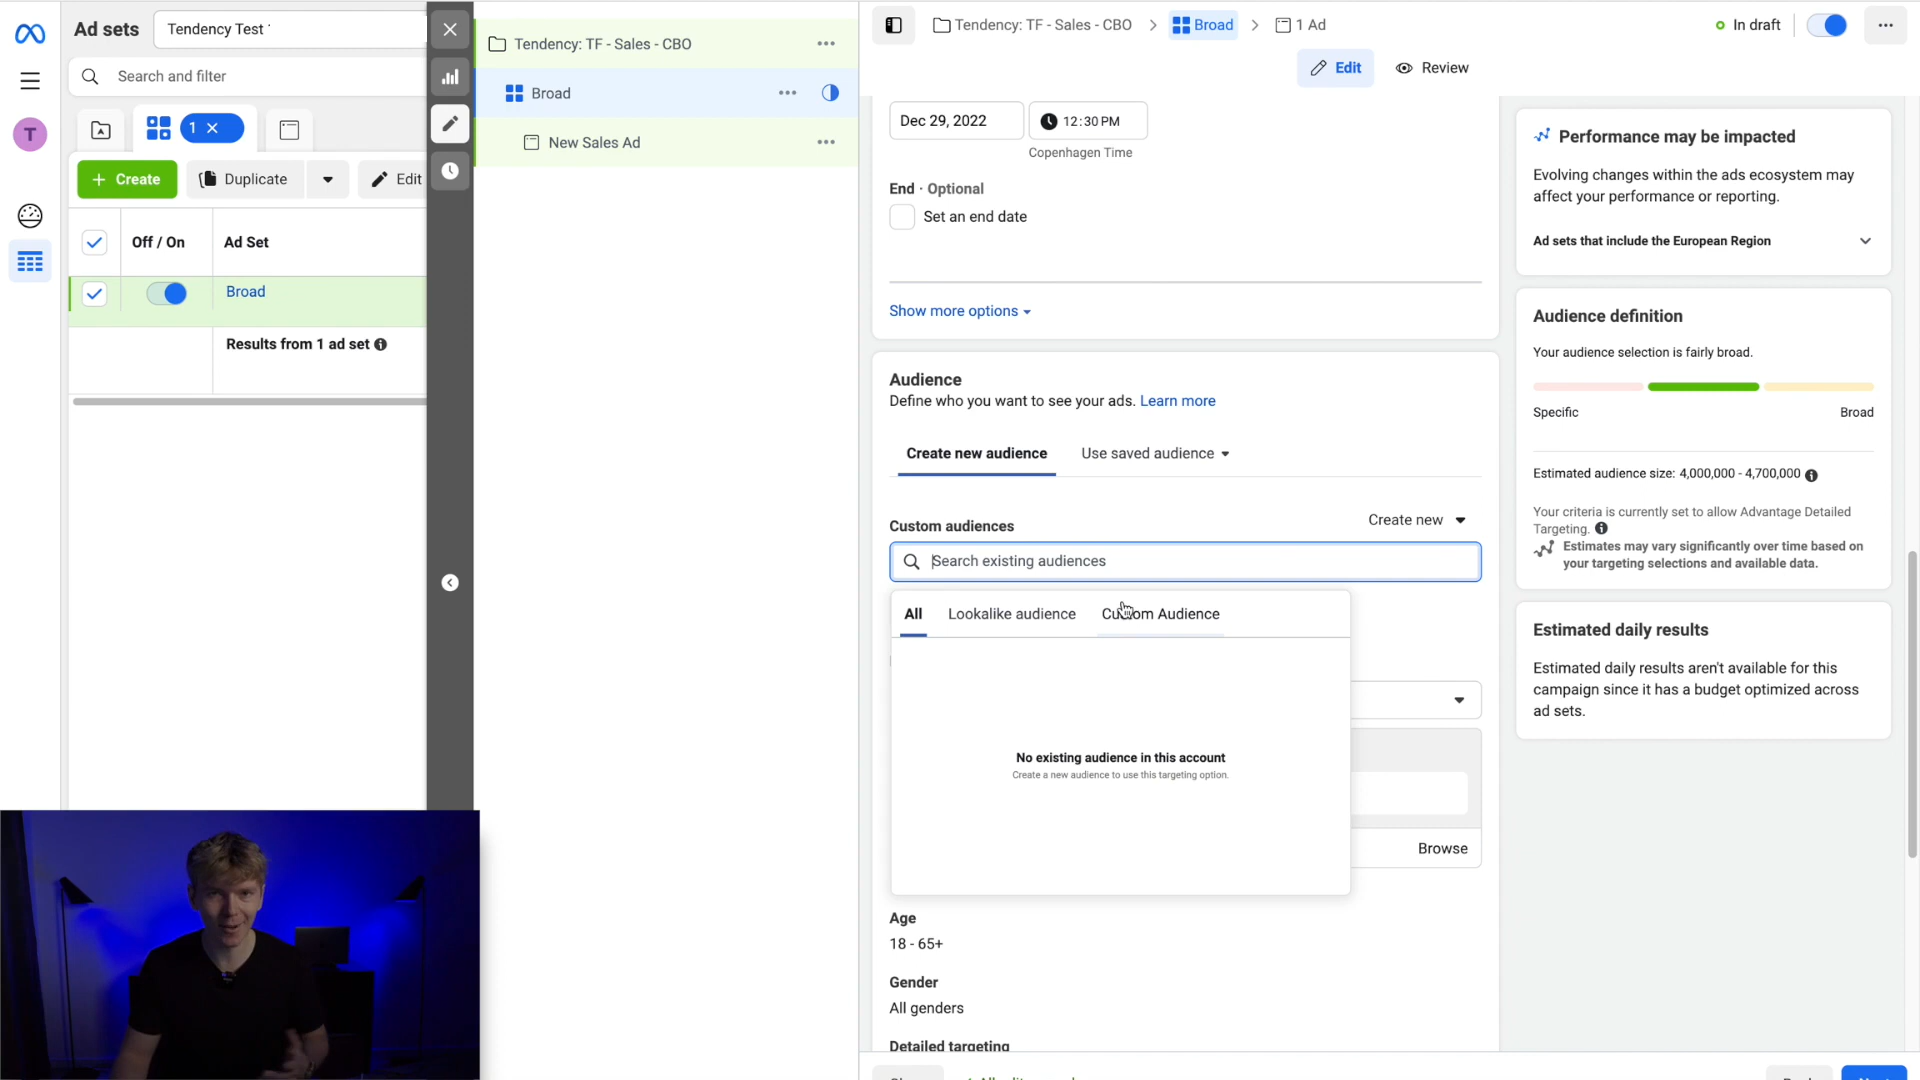 Ad sets
Tendency Test
Search and filter
T
1
Create
Duplicate
Edit
Off / On
Ad Set
Broad
Results from 1 ad set
Tendency: TF - Sales - CBO
Broad
New Sales Ad
Tendency: TF - Sales - CBO
Broad
1 Ad
In draft
Edit
Review
Dec 29, 2022
12:30 PM
Copenhagen Time
End · Optional
Set an end date
Show more options
Audience
Define who you want to see your ads. Learn more
Create new audience
Use saved audience
Custom audiences
Create new
Search existing audiences
All
Lookalike audience
Custom Audience
No existing audience in this account
Create a new audience to use this targeting option.
Browse
Age
18 - 65+
Gender
All genders
Detailed targeting
Performance may be impacted
Evolving changes within the ads ecosystem may
affect your performance or reporting.
Ad sets that include the European Region
Audience definition
Your audience selection is fairly broad.
Specific
Broad
Estimated audience size: 4,000,000 - 4,700,000
Your criteria is currently set to allow Advantage Detailed
Targeting.
Estimates may vary significantly over time based on
your targeting selections and available data.
Estimated daily results
Estimated daily results aren't available for this
campaign since it has a budget optimized across
ad sets.